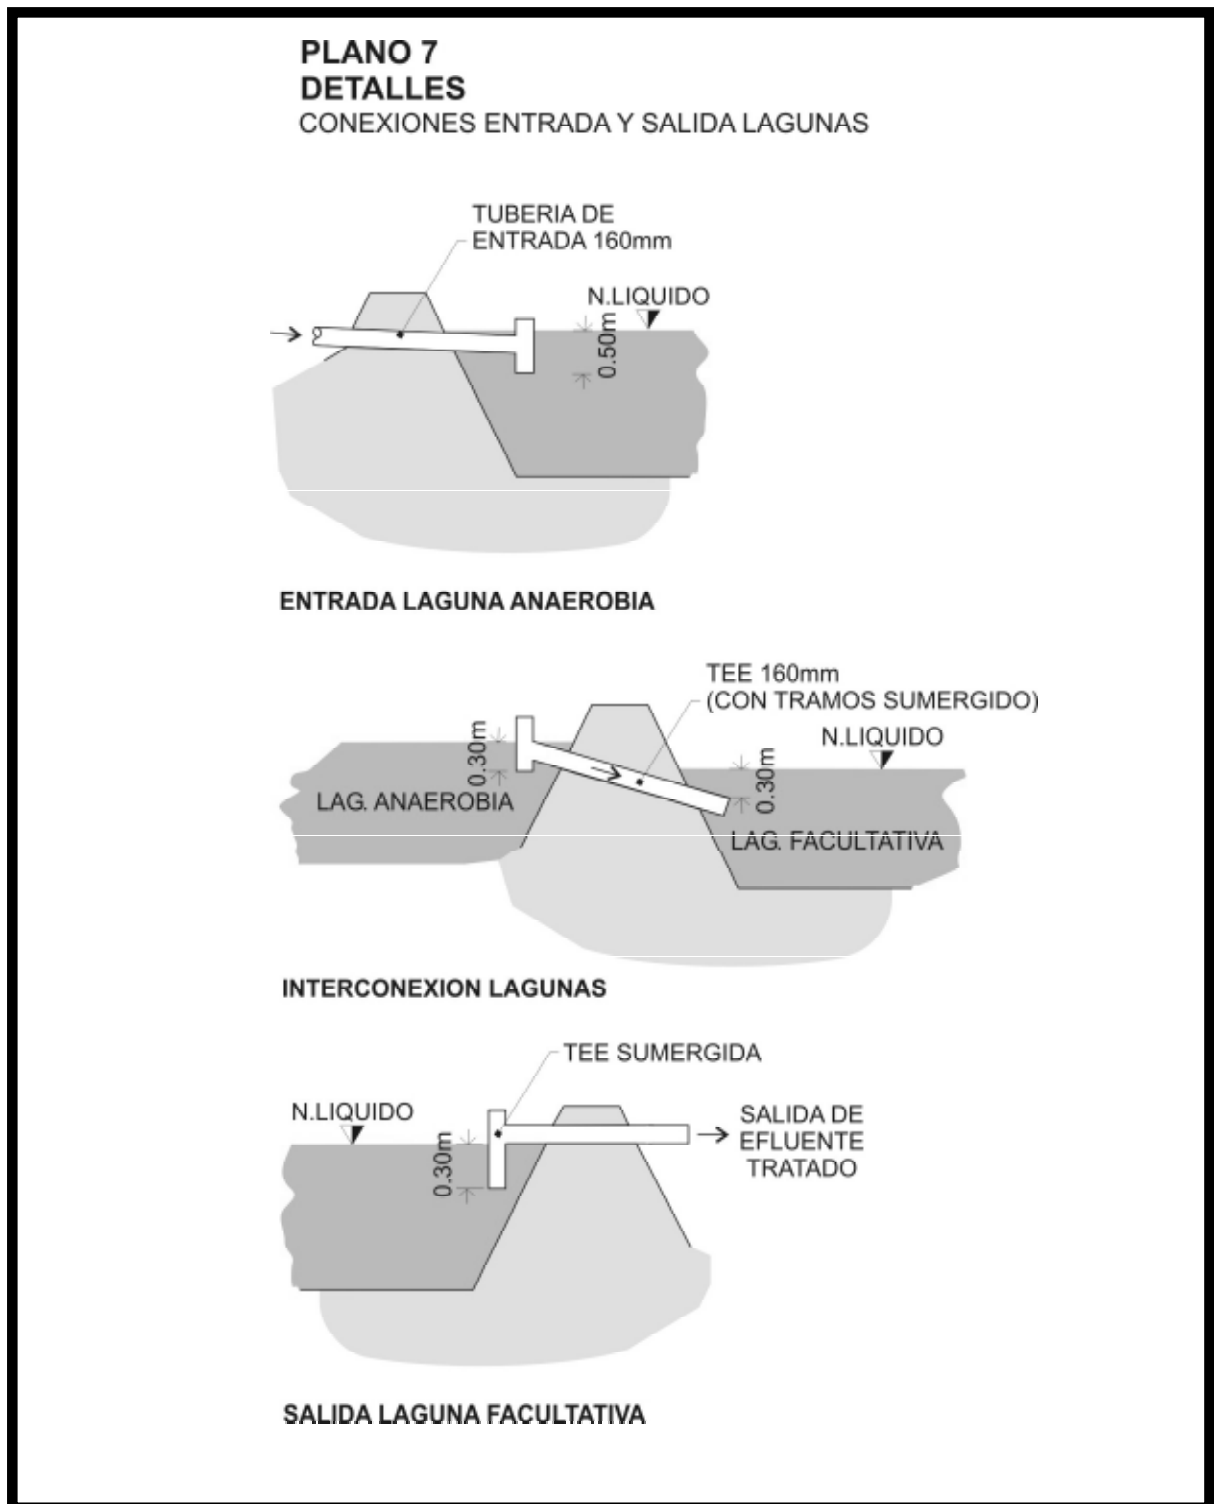 PLANO 7
DETALLES
CONEXIONES ENTRADA Y SALIDA LAGUNAS
TUBERIA DE
ENTRADA 160mm
N.LIQUIDO
0.50m
ENTRADA LAGUNA ANAEROBIA
TEE 160mm
(CON TRAMOS SUMERGIDO)
N.LIQUIDO
0.30m
0.30m
LAG. ANAEROBIA
LAG. FACULTATIVA
INTERCONEXION LAGUNAS
TEE SUMERGIDA
N.LIQUIDO
0.30m
SALIDA DE
EFLUENTE
TRATADO
SALIDA LAGUNA FACULTATIVA